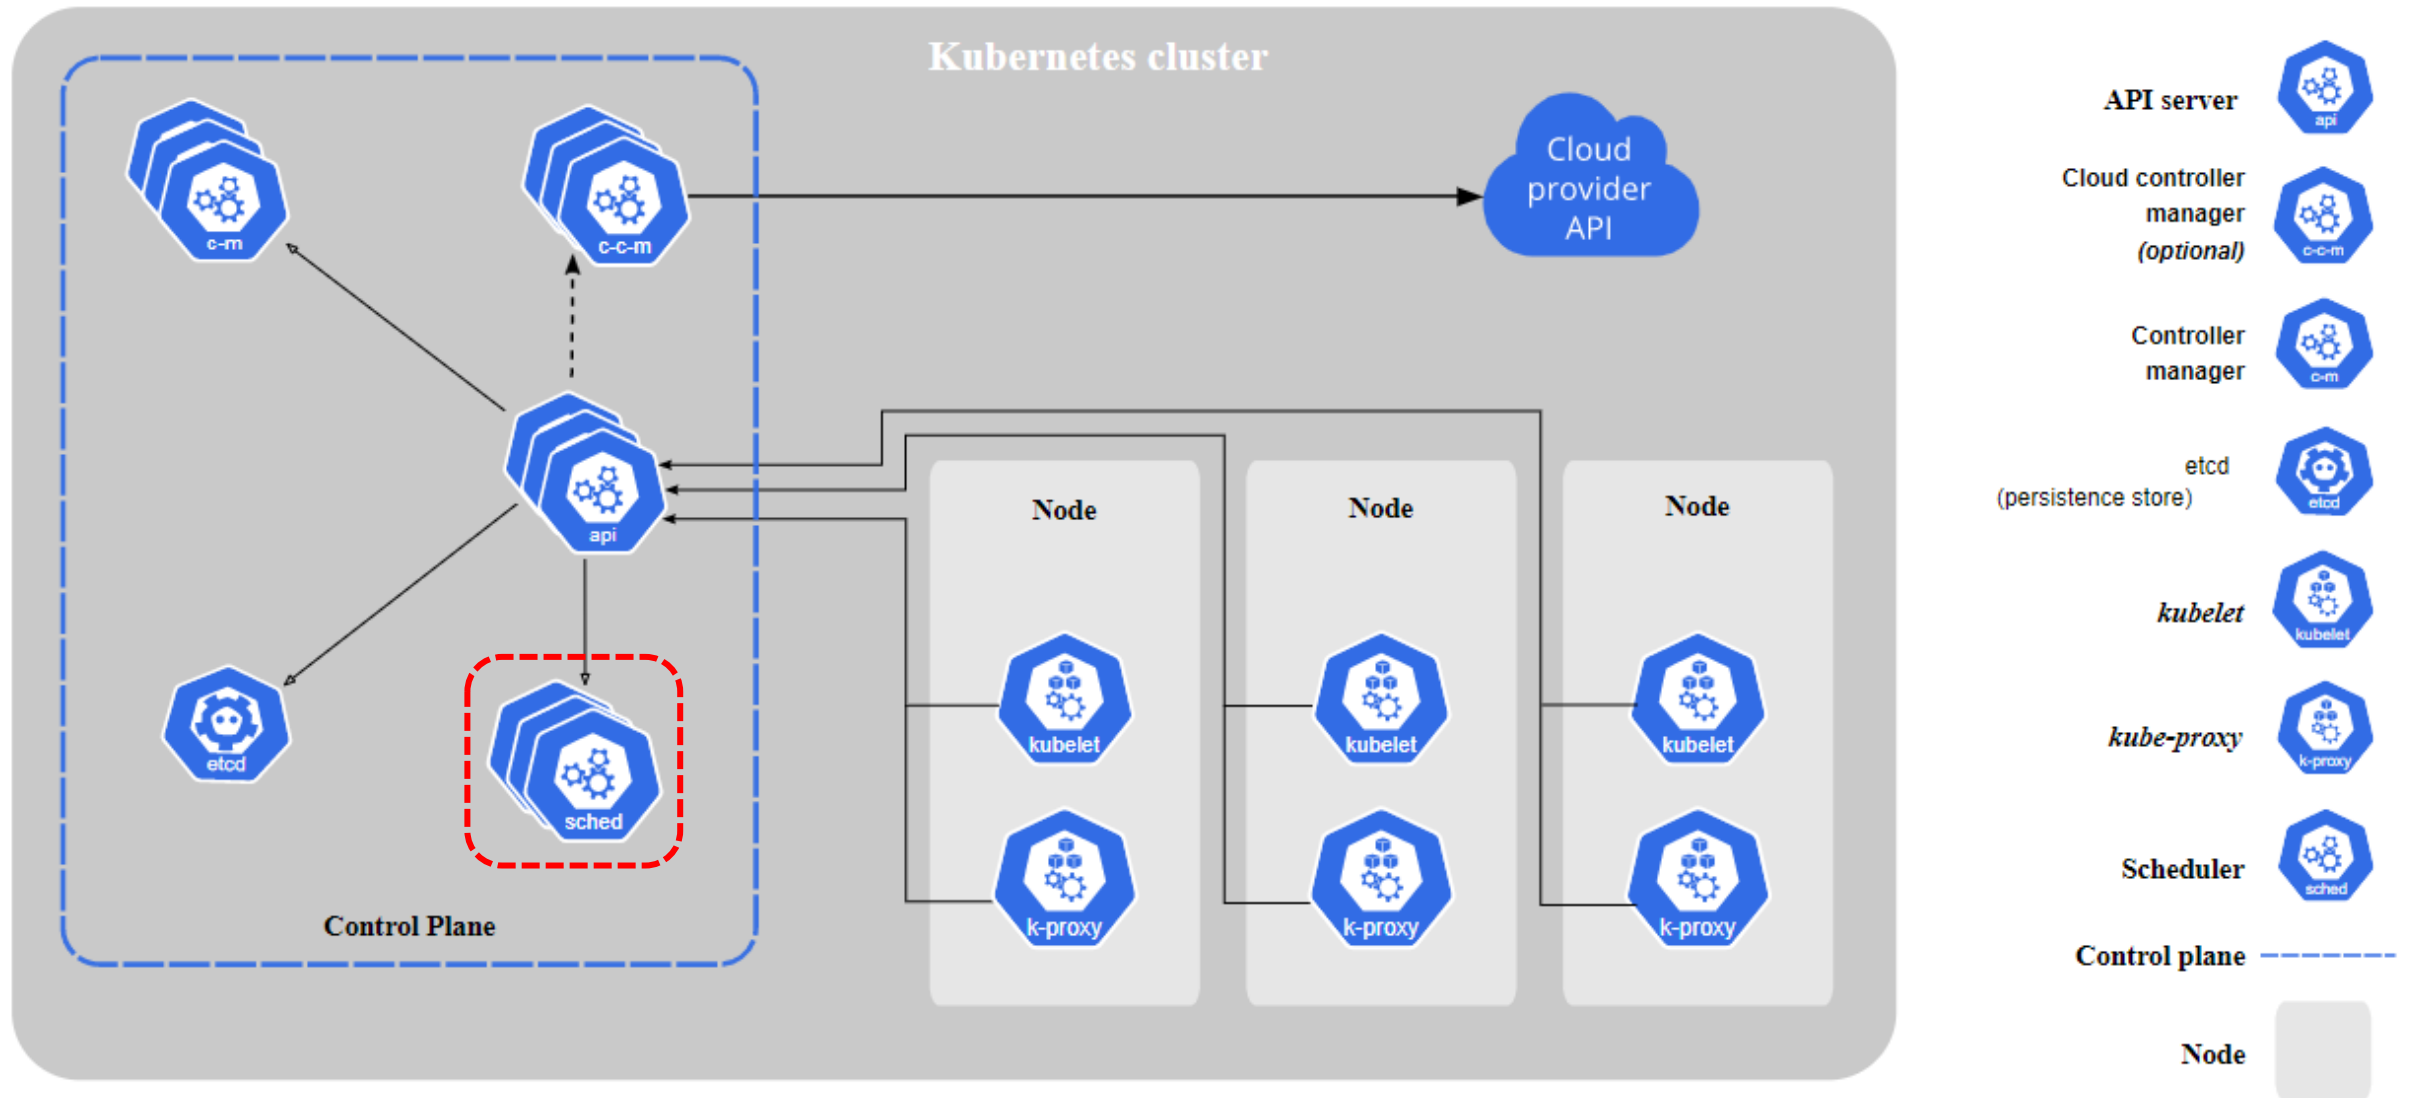 Kubernetes cluster
c-m
c-c-m
Cloud
provider
API
api
etcd
sched
Control Plane
Node
kubelet
k-proxy
Node
kubelet
k-proxy
Node
kubelet
k-proxy
API server
api
Cloud controller
manager
(optional)
c-c-m
Controller
manager
c-m
etcd
(persistence store)
etcd
kubelet
kubelet
kube-proxy
k-proxy
Scheduler
sched
Control plane
Node